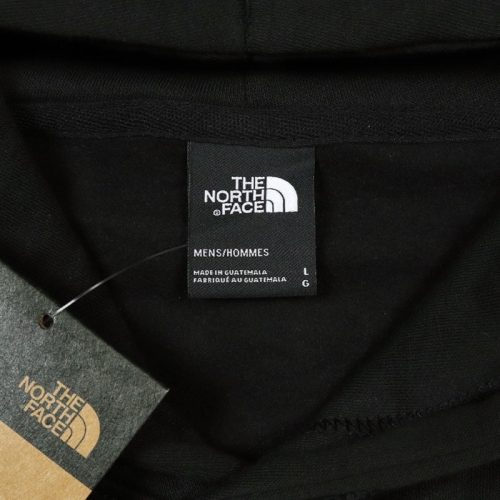 THE
NORTH
FACE
MENS/HOMMES
MADE IN GUATEMALA L
FABRIQUÉ AU GUATEMALA G
THE
NORTH
FACE